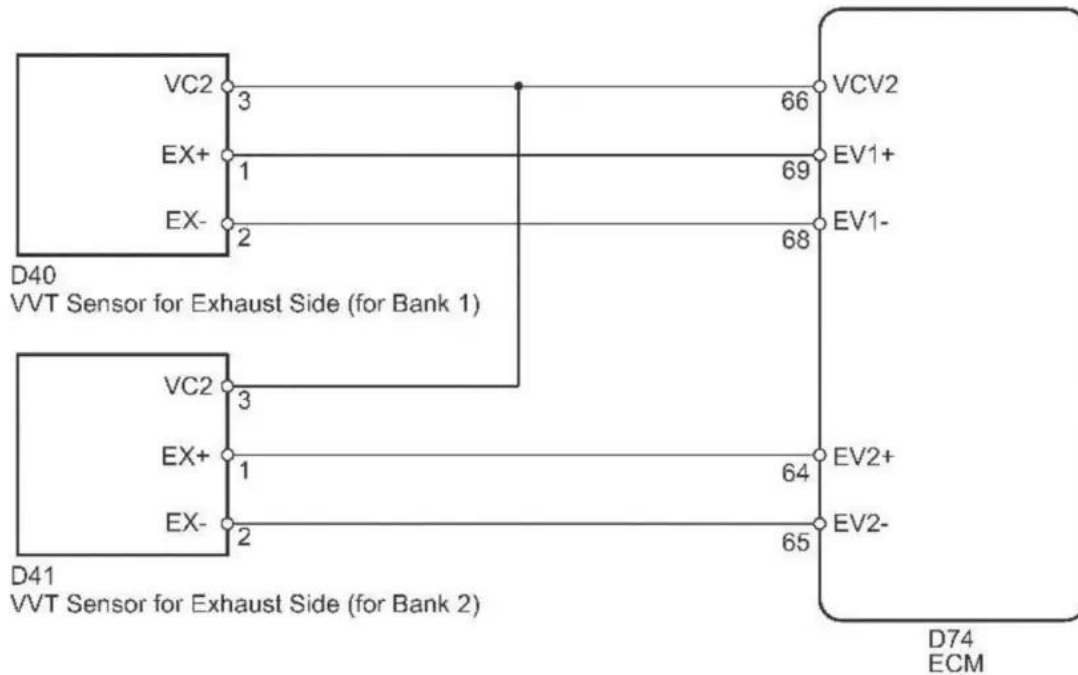 VC2 3 66 VCV2
EX+ 1 69 EV1+
EX- 2 68 EV1-
D40
VVT Sensor for Exhaust Side (for Bank 1)
VC2 3
EX+ 1 64 EV2+
EX- 2 65 EV2-
D41
VVT Sensor for Exhaust Side (for Bank 2)
D74
ECM